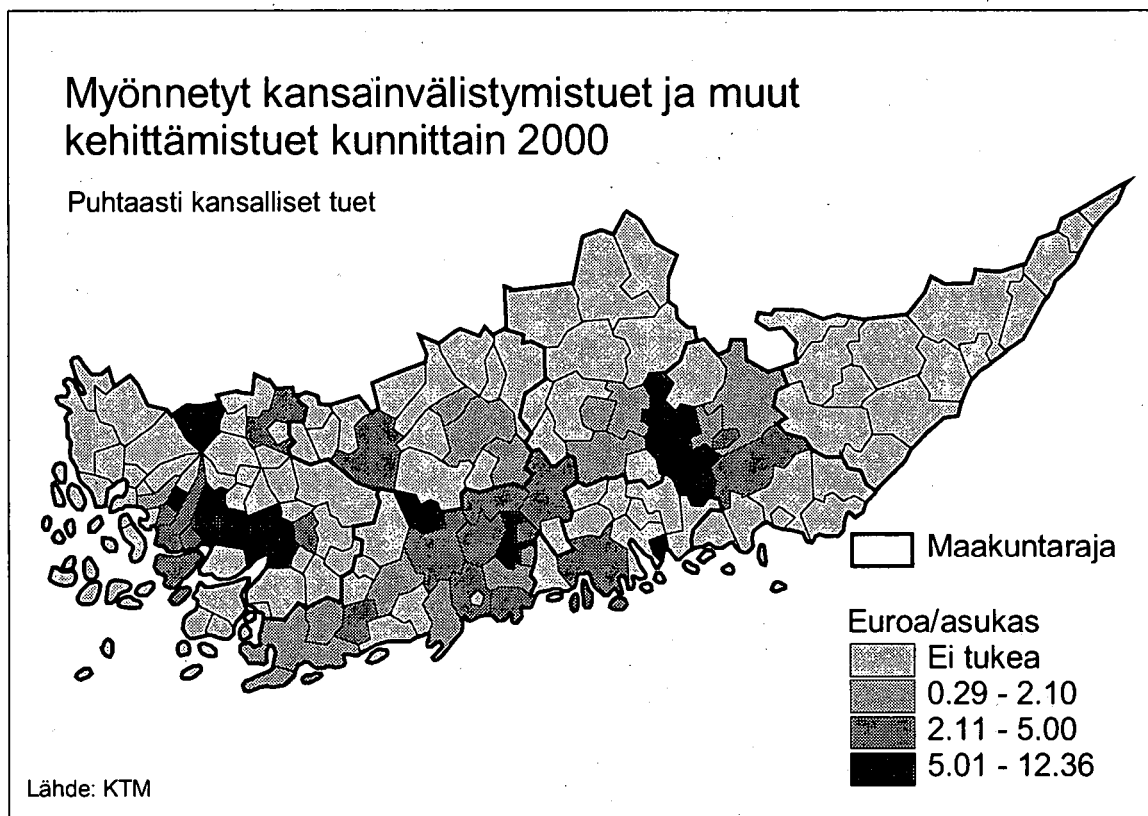 Myönnetyt kansainvälistymistuet ja muut
kehittämistuet kunnittain 2000
Puhtaasti kansalliset tuet
Maakuntaraja
Euroa/asukas
Ei tukea
0.29 - 2.10
2.11 - 5.00
5.01 - 12.36
Lähde: KTM